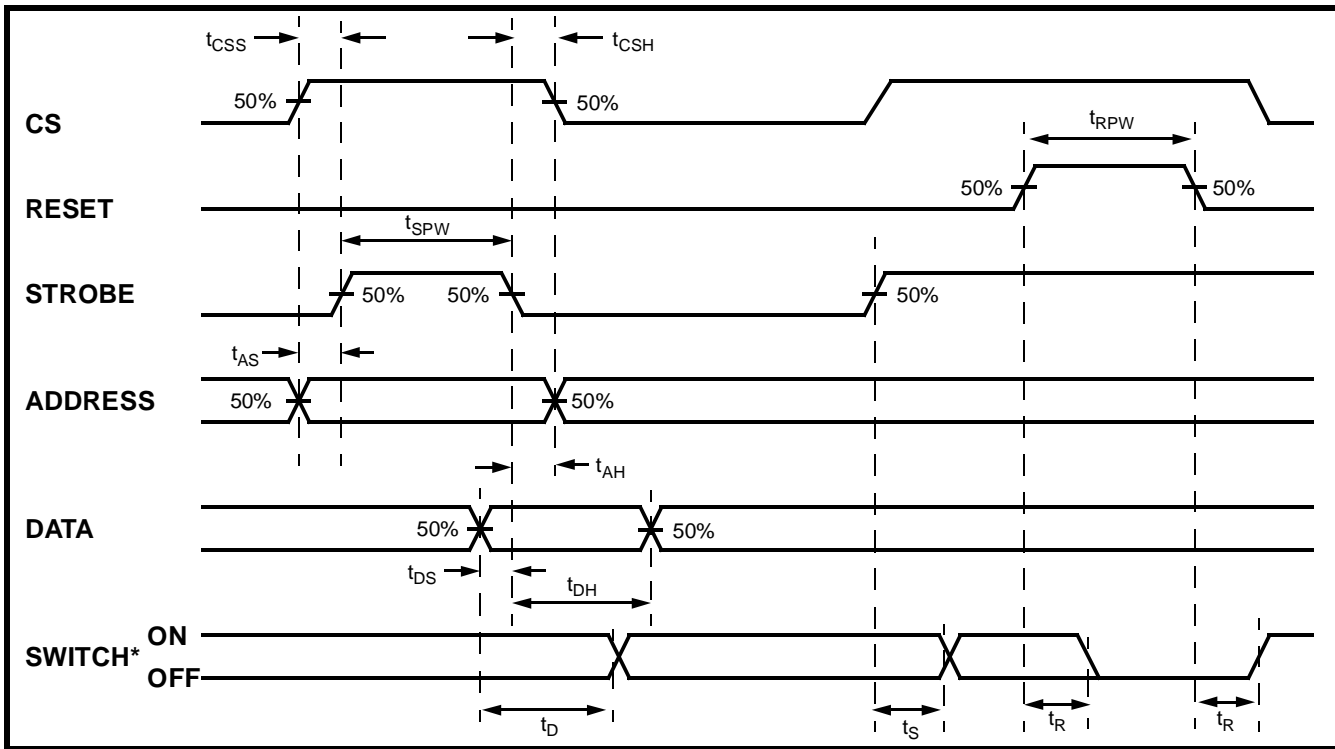 tCSS
tCSH
50%
50%
CS
tRPW
50%
50%
RESET
tSPW
STROBE
50%
50%
50%
tAS
ADDRESS
50%
50%
tAH
DATA
50%
50%
tDS
tDH
SWITCH*
ON
OFF
tD
tS
tR
tR